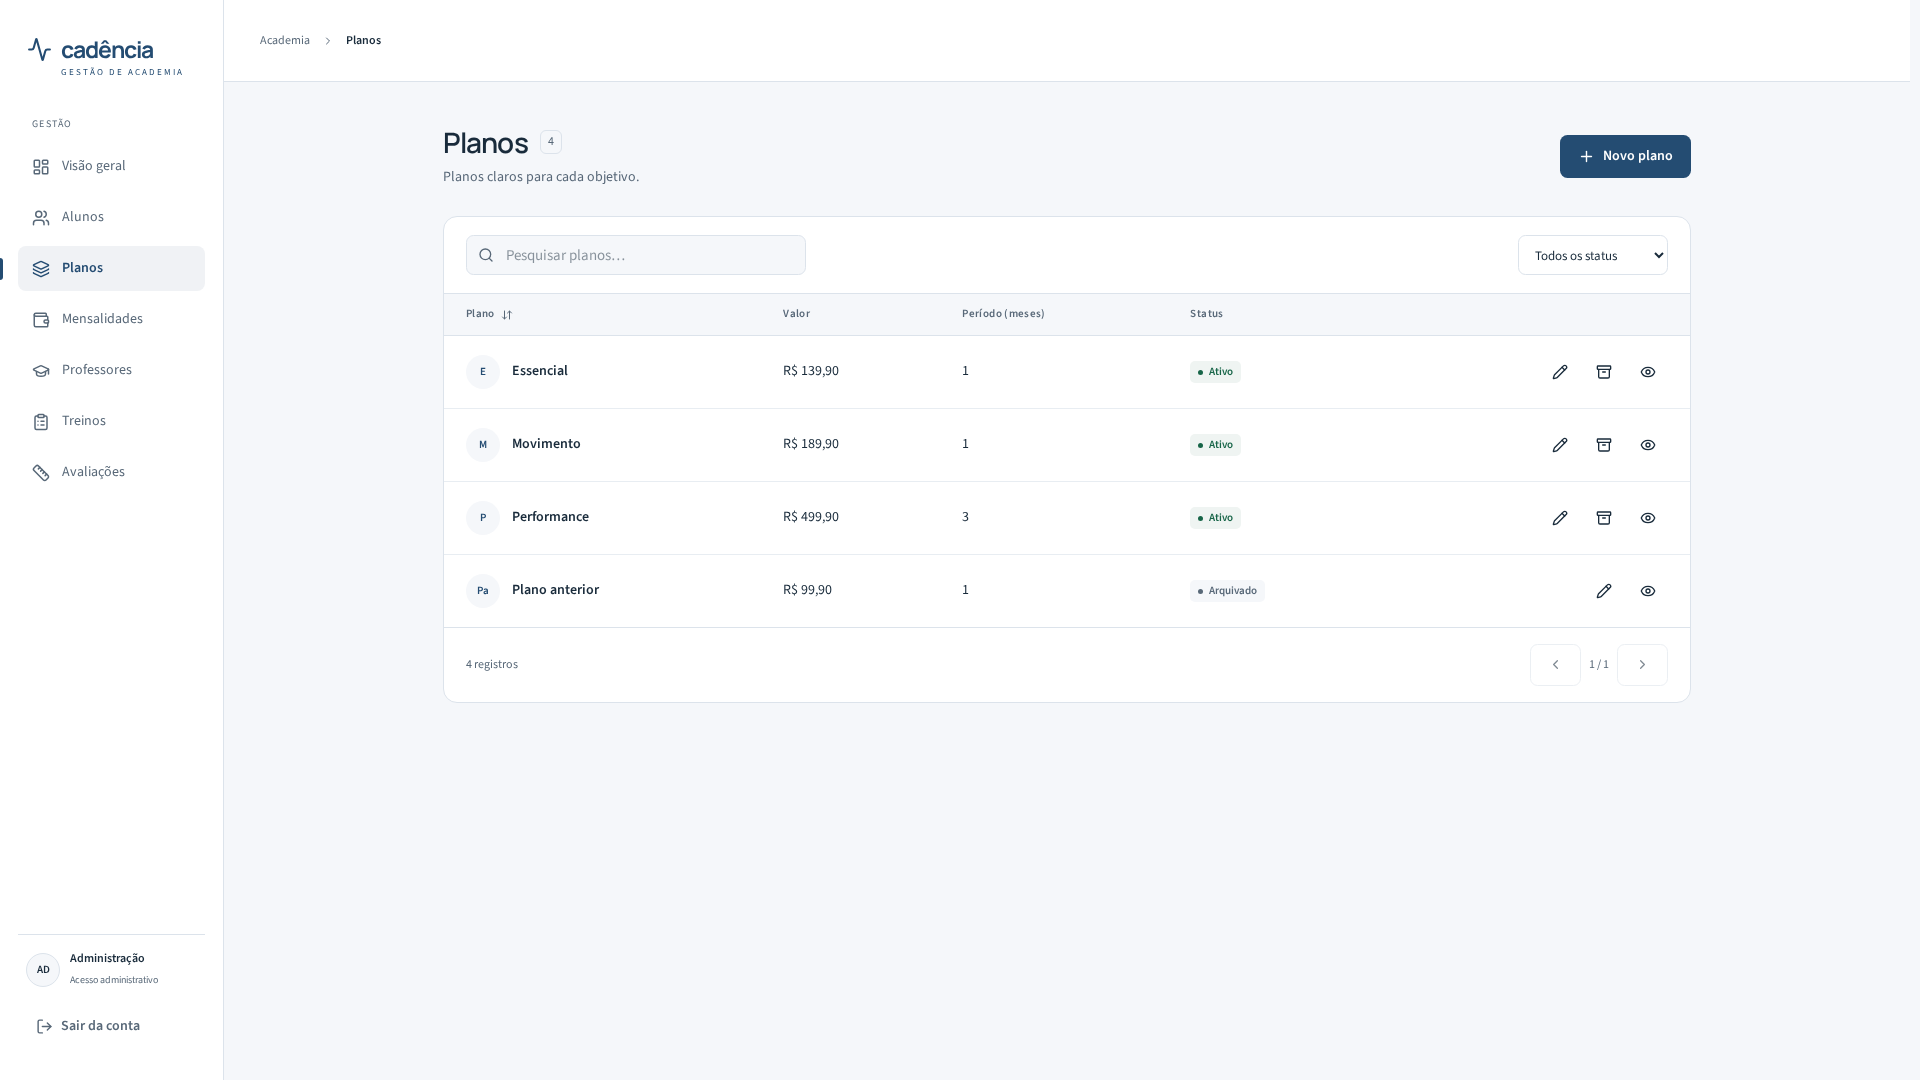 cadência
GESTÃO DE ACADEMIA
GESTÃO
Visão geral
Alunos
Planos
Mensalidades
Professores
Treinos
Avaliações
AD
Administração
Acesso administrativo
Sair da conta
Academia > Planos
Planos 4
Planos claros para cada objetivo.
Novo plano
Pesquisar planos...
Todos os status
Plano Valor Período (meses) Status
E Essencial R$ 139,90 1 Ativo
M Movimento R$ 189,90 1 Ativo
P Performance R$ 499,90 3 Ativo
Pa Plano anterior R$ 99,90 1 Arquivado
4 registros
1 / 1